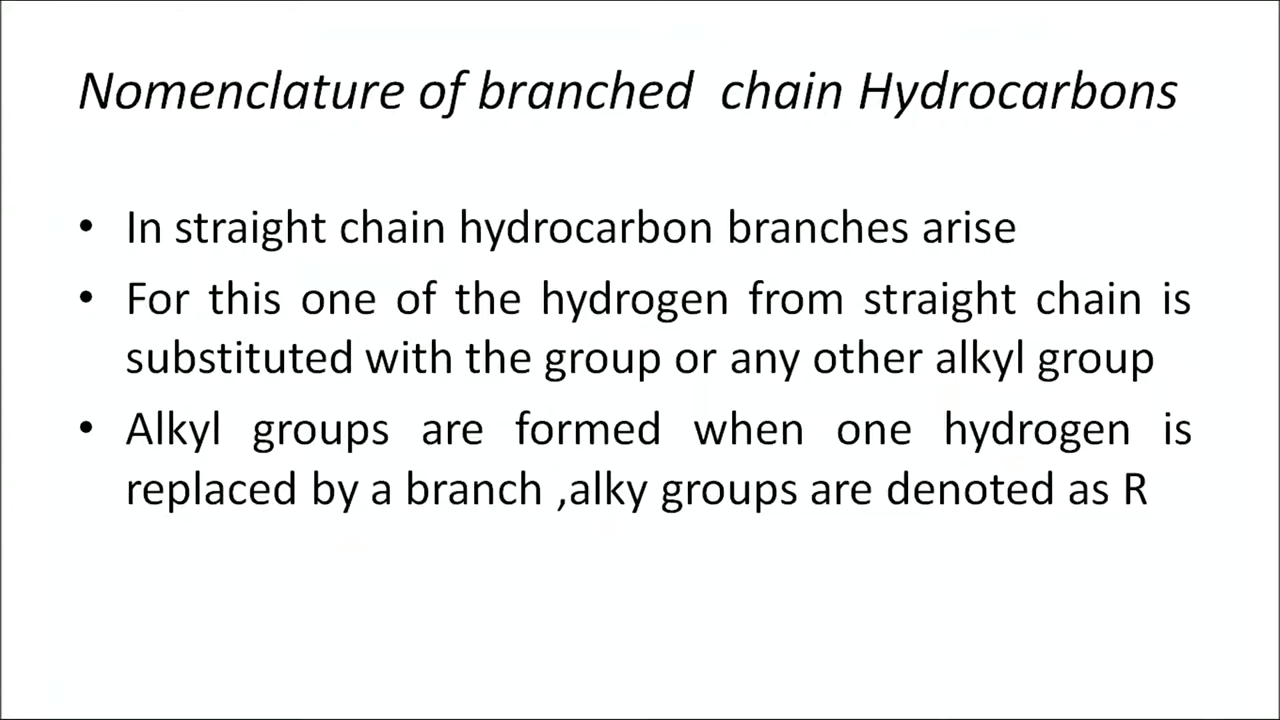 Nomenclature of branched chain Hydrocarbons
• In straight chain hydrocarbon branches arise
• For this one of the hydrogen from straight chain is
substituted with the group or any other alkyl group
• Alkyl groups are formed when one hydrogen is
replaced by a branch ,alky groups are denoted as R